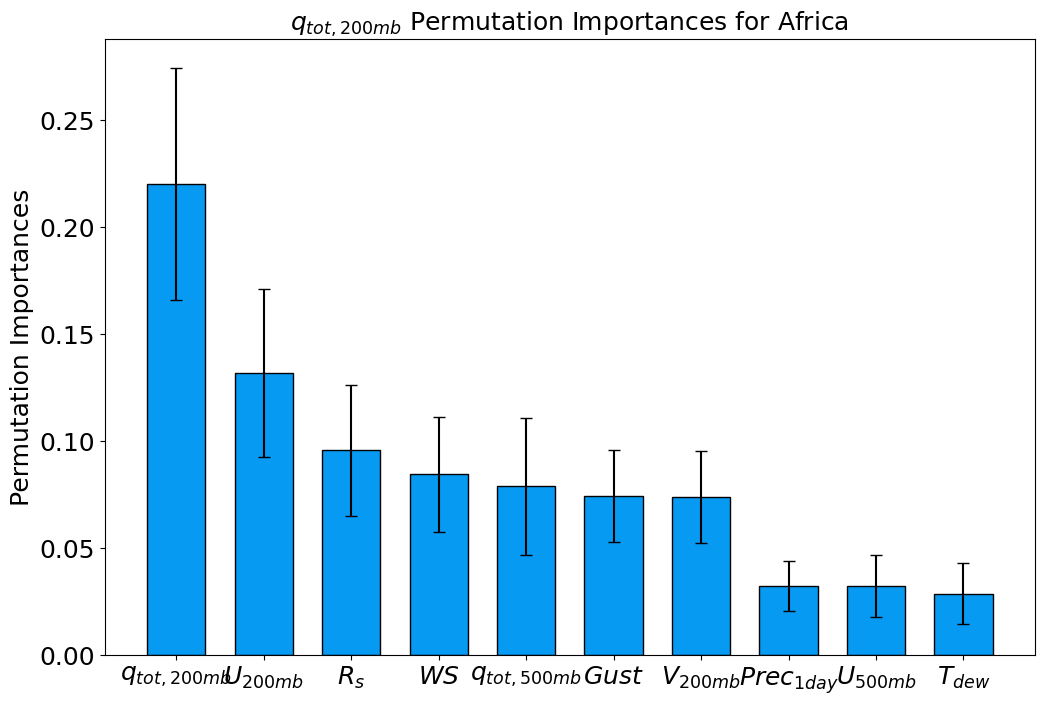 q_{tot, 200mb} Permutation Importances for Africa
Permutation Importances
0.25
0.20
0.15
0.10
0.05
0.00
q_{tot, 200mb} U_{200mb} R_s WS q_{tot, 500mb} Gust V_{200mb} Prec_{1day} U_{500mb} T_{dew}